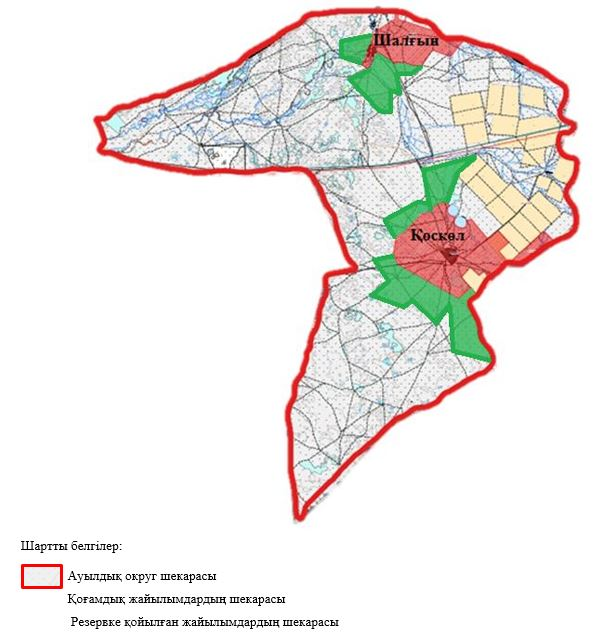 Шалғын
Қоскөл
Шартты белгілер:
Ауылдық округ шекарасы
Қоғамдық жайылымдардың шекарасы
Резервке қойылған жайылымдардың шекарасы